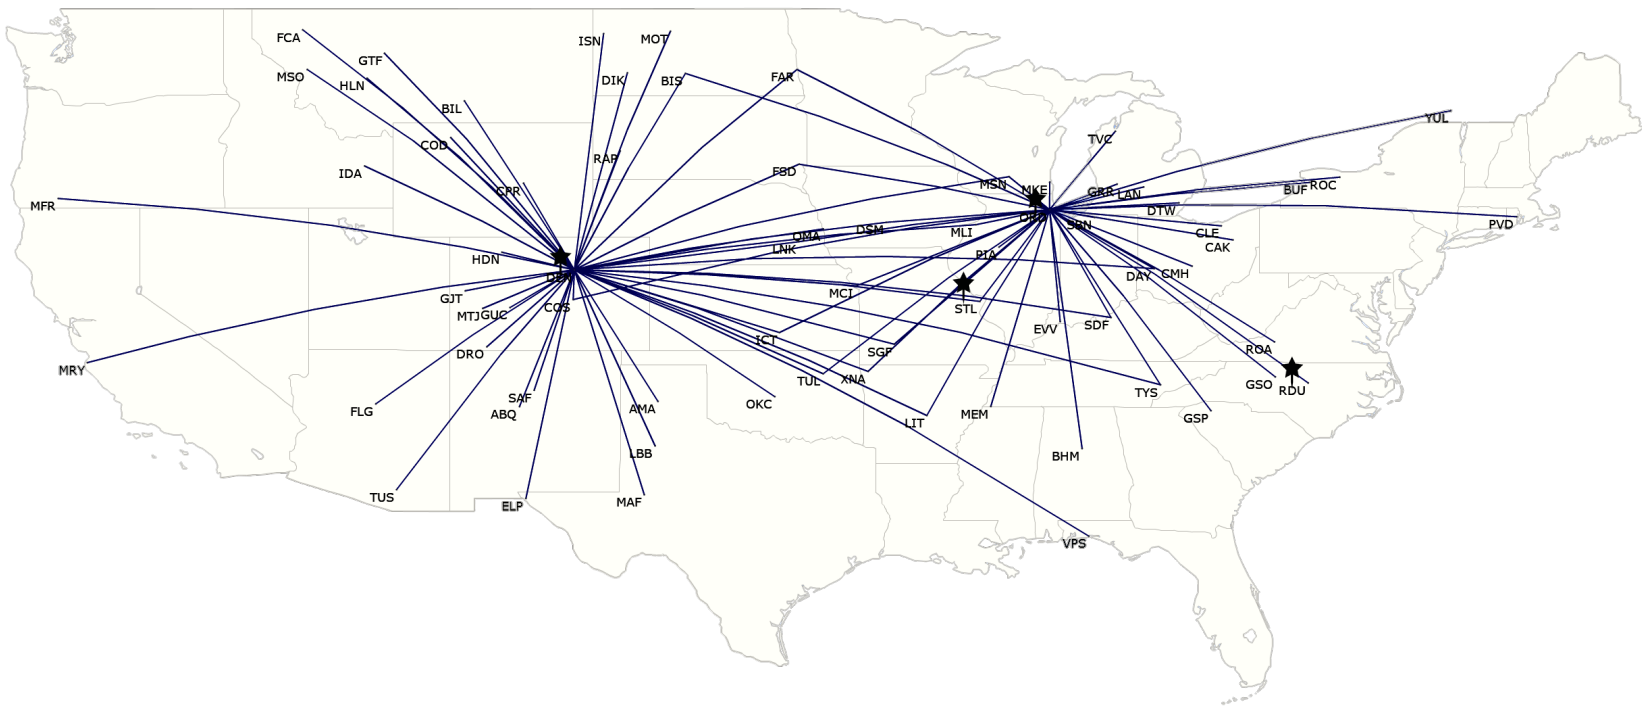 FCA
ISN
MOT
GTF
MSO
HLN
DIK
BIS
FAR
BIL
YUL
COD
TVC
RAP
IDA
FSD
CPR
MSN
MKE
GRR
LAN
BUF
ROC
MFR
DTW
ORD
SBN
PVD
OMA
DSM
MLI
CLE
CAK
LNK
HDN
PIA
DEN
DAY
CMH
GJT
MCI
COS
STL
MTJ
GUC
EVV
SDF
ICT
DRO
SGF
ROA
MRY
TUL
XNA
GSO
RDU
TYS
SAF
OKC
FLG
ABQ
AMA
MEM
GSP
LIT
LBB
BHM
TUS
MAF
ELP
VPS